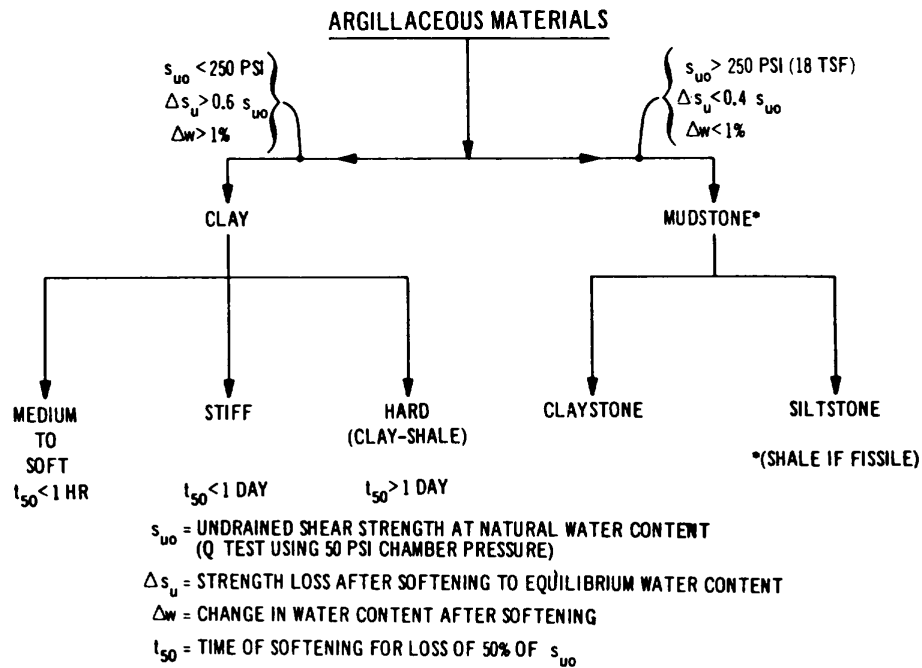 ARGILLACEOUS MATERIALS
s_uo < 250 PSI
Δs_u > 0.6 s_uo
Δw > 1%
s_uo > 250 PSI (18 TSF)
Δs_u < 0.4 s_uo
Δw < 1%
CLAY
MUDSTONE*
MEDIUM
TO
SOFT
t_50 < 1 HR
STIFF
t_50 < 1 DAY
HARD
(CLAY-SHALE)
t_50 > 1 DAY
CLAYSTONE
SILTSTONE
*(SHALE IF FISSILE)
s_uo = UNDRAINED SHEAR STRENGTH AT NATURAL WATER CONTENT
(Q TEST USING 50 PSI CHAMBER PRESSURE)
Δs_u = STRENGTH LOSS AFTER SOFTENING TO EQUILIBRIUM WATER CONTENT
Δw = CHANGE IN WATER CONTENT AFTER SOFTENING
t_50 = TIME OF SOFTENING FOR LOSS OF 50% OF s_uo